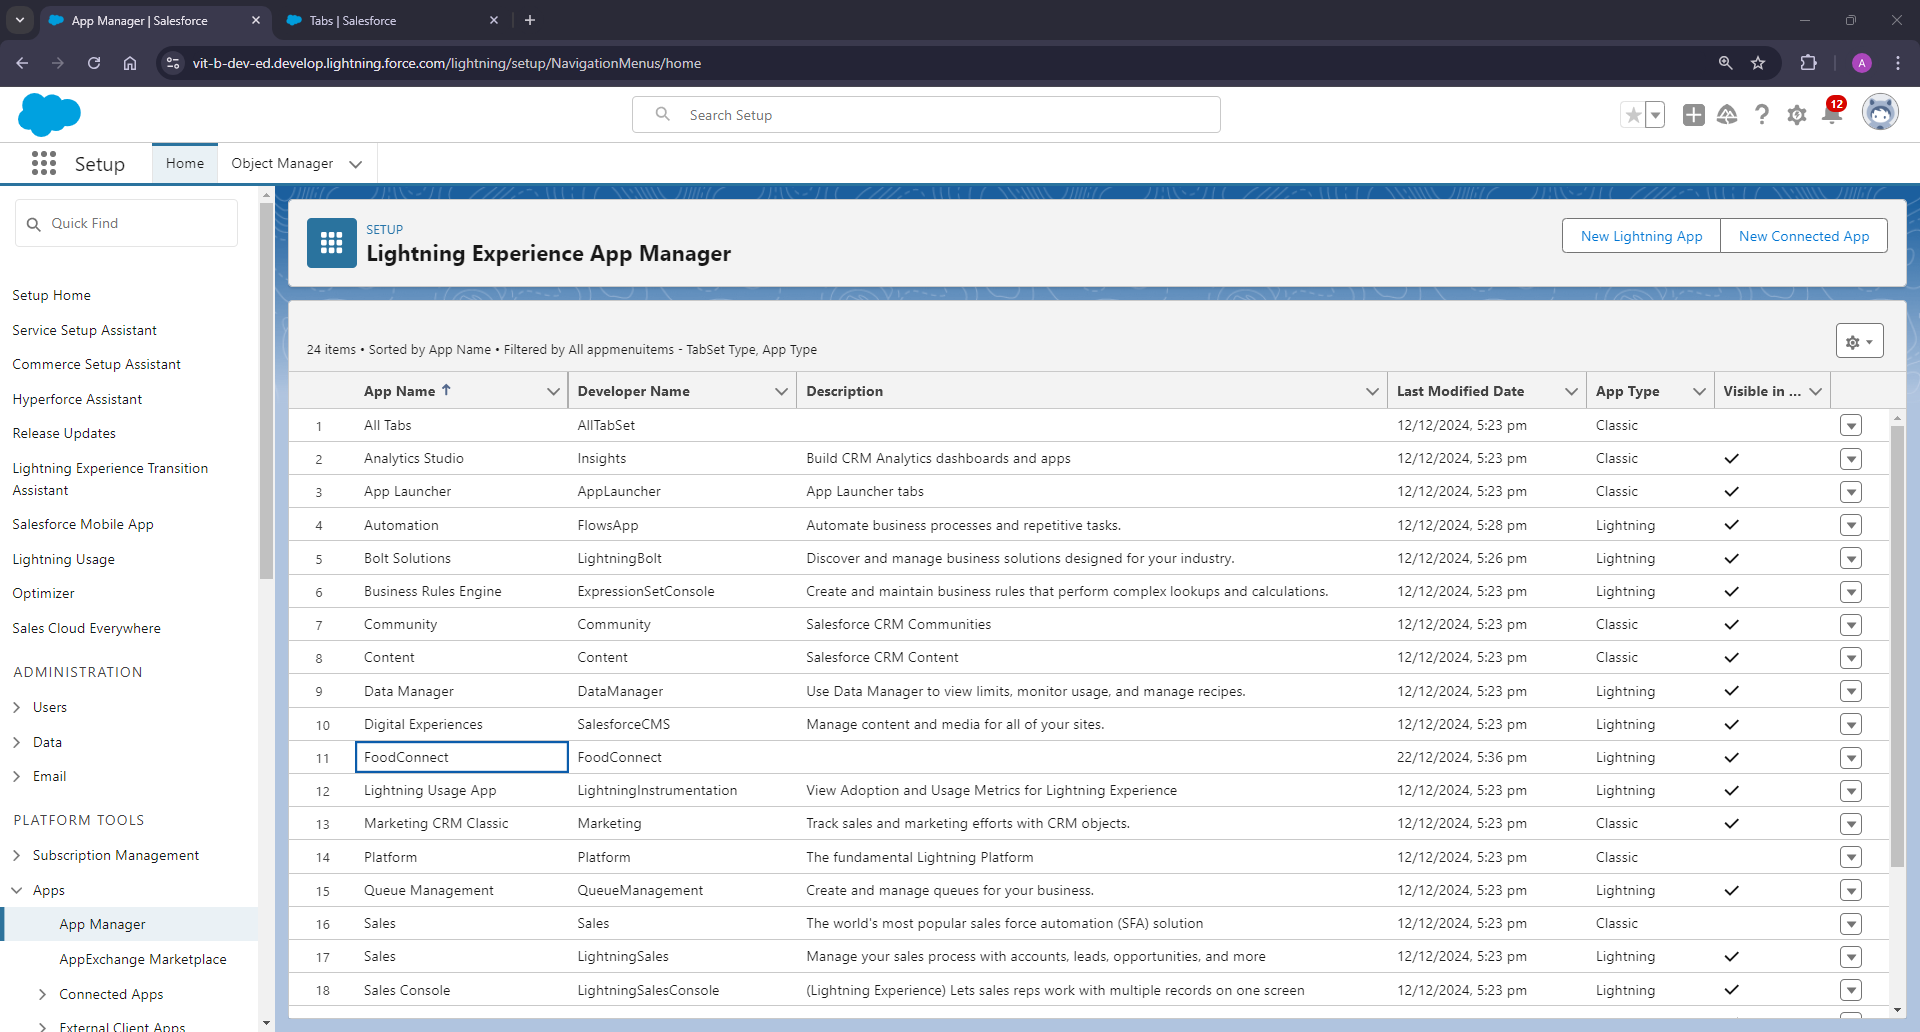 App Manager | Salesforce
Tabs | Salesforce
vit-b-dev-ed.develop.lightning.force.com/lightning/setup/NavigationMenus/home
A
Search Setup
12
Setup
Home
Object Manager
Quick Find
Setup Home
Service Setup Assistant
Commerce Setup Assistant
Hyperforce Assistant
Release Updates
Lightning Experience Transition
Assistant
Salesforce Mobile App
Lightning Usage
Optimizer
Sales Cloud Everywhere
ADMINISTRATION
Users
Data
Email
PLATFORM TOOLS
Subscription Management
Apps
App Manager
AppExchange Marketplace
Connected Apps
External Client Apps
SETUP
Lightning Experience App Manager
New Lightning App
New Connected App
24 items • Sorted by App Name • Filtered by All appmenuitems - TabSet Type, App Type
App Name Developer Name Description Last Modified Date App Type Visible in ...
1 All Tabs AllTabSet 12/12/2024, 5:23 pm Classic
2 Analytics Studio Insights Build CRM Analytics dashboards and apps 12/12/2024, 5:23 pm Classic
3 App Launcher AppLauncher App Launcher tabs 12/12/2024, 5:23 pm Classic
4 Automation FlowsApp Automate business processes and repetitive tasks. 12/12/2024, 5:28 pm Lightning
5 Bolt Solutions LightningBolt Discover and manage business solutions designed for your industry. 12/12/2024, 5:26 pm Lightning
6 Business Rules Engine ExpressionSetConsole Create and maintain business rules that perform complex lookups and calculations. 12/12/2024, 5:23 pm Lightning
7 Community Community Salesforce CRM Communities 12/12/2024, 5:23 pm Classic
8 Content Content Salesforce CRM Content 12/12/2024, 5:23 pm Classic
9 Data Manager DataManager Use Data Manager to view limits, monitor usage, and manage recipes. 12/12/2024, 5:23 pm Lightning
10 Digital Experiences SalesforceCMS Manage content and media for all of your sites. 12/12/2024, 5:23 pm Lightning
11 FoodConnect FoodConnect 22/12/2024, 5:36 pm Lightning
12 Lightning Usage App LightningInstrumentation View Adoption and Usage Metrics for Lightning Experience 12/12/2024, 5:23 pm Lightning
13 Marketing CRM Classic Marketing Track sales and marketing efforts with CRM objects. 12/12/2024, 5:23 pm Classic
14 Platform Platform The fundamental Lightning Platform 12/12/2024, 5:23 pm Classic
15 Queue Management QueueManagement Create and manage queues for your business. 12/12/2024, 5:23 pm Lightning
16 Sales Sales The world's most popular sales force automation (SFA) solution 12/12/2024, 5:23 pm Classic
17 Sales LightningSales Manage your sales process with accounts, leads, opportunities, and more 12/12/2024, 5:23 pm Lightning
18 Sales Console LightningSalesConsole (Lightning Experience) Lets sales reps work with multiple records on one screen 12/12/2024, 5:23 pm Lightning